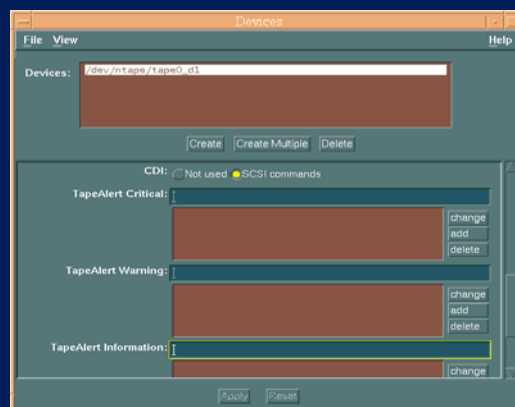 Devices
File View Help
Devices: /dev/ntape/tape0_d1
Create Create Multiple Delete
CDI: Not used SCSI commands
TapeAlert Critical:
change
add
delete
TapeAlert Warning:
change
add
delete
TapeAlert Information:
change
Apply Reset